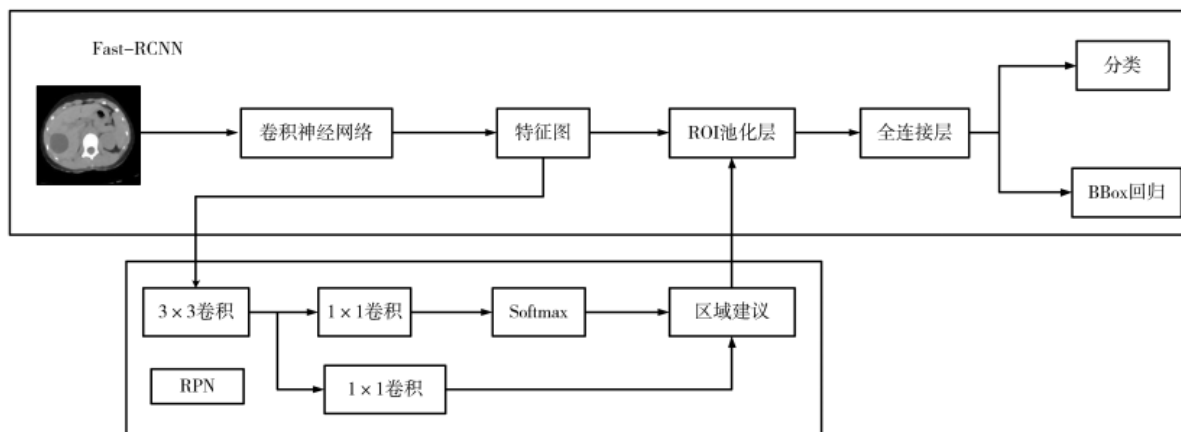 Fast-RCNN
分类
卷积神经网络
特征图
ROI池化层
全连接层
BBox回归
3×3卷积
1×1卷积
Softmax
区域建议
RPN
1×1卷积